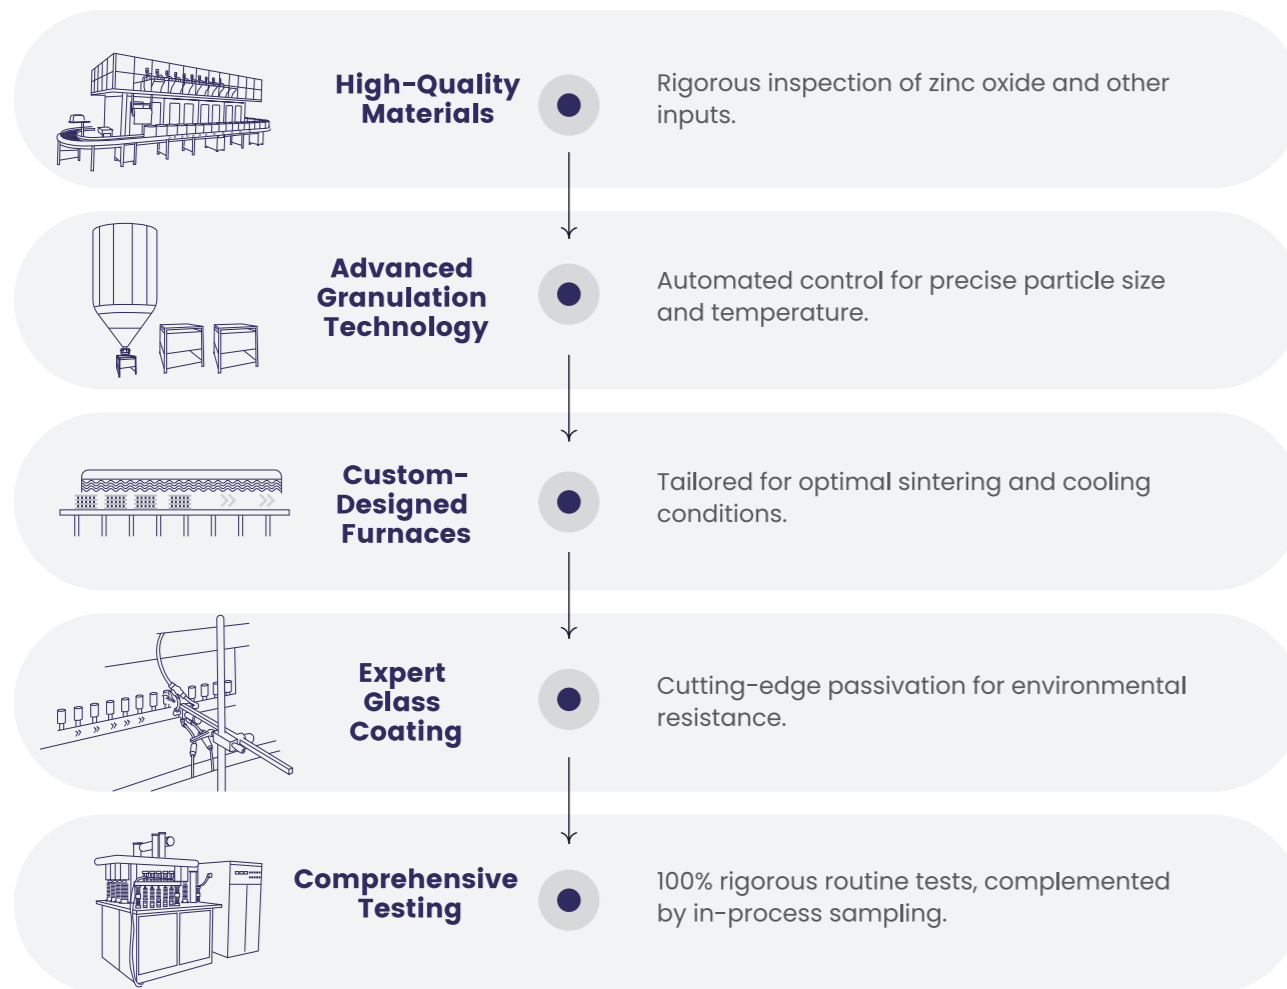 High-Quality
Materials
Rigorous inspection of zinc oxide and other
inputs.
Advanced
Granulation
Technology
Automated control for precise particle size
and temperature.
Custom-
Designed
Furnaces
Tailored for optimal sintering and cooling
conditions.
Expert
Glass
Coating
Cutting-edge passivation for environmental
resistance.
Comprehensive
Testing
100% rigorous routine tests, complemented
by in-process sampling.